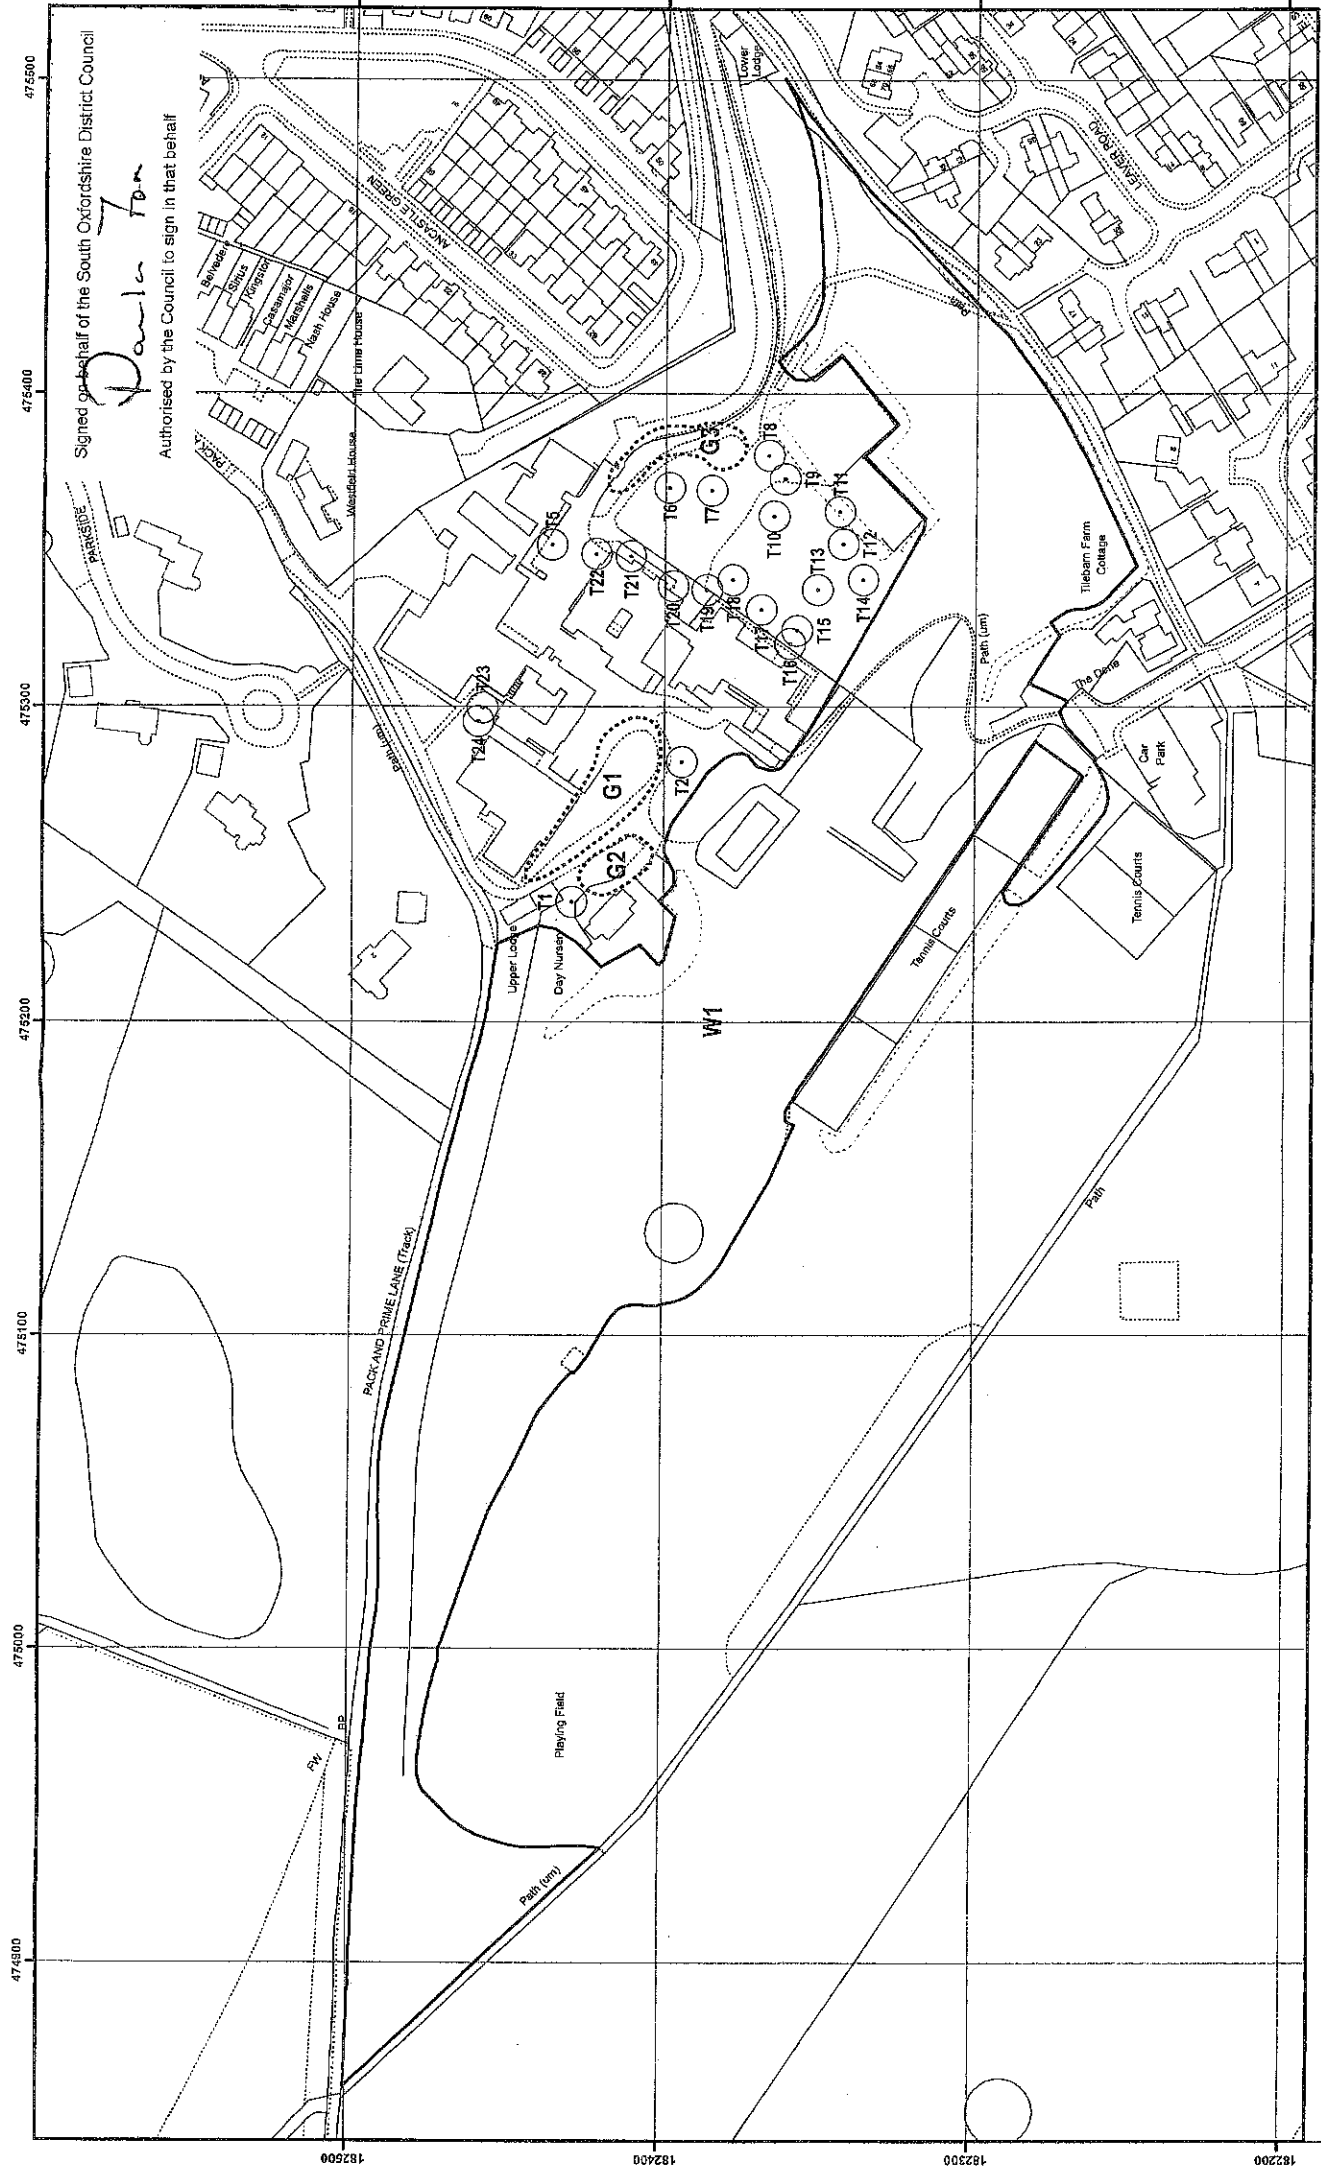 Signed on behalf of the South Oxfordshire District Council
Authorised by the Council to sign in that behalf
475500
475400
475300
475200
475100
475000
474900
182500
182400
182300
182200
PARKSIDE
Belvedere
Sirius
Kingston
Casamajor
Marshells
Nash House
The Lime House
Westfield House
ANCASTLE GREEN
Lower
Lodge
LEAVER ROAD
Path
Path (um)
T5
T22
T21
T20
T19
T18
T17
T16
T15
T14
T13
T12
T11
T10
T9
T8
T7
T6
G3
T23
T24
G1
G2
T2
T1
Upper Lodge
Day Nursery
W1
Tilebarn Farm
Cottage
The Dene
Path (um)
Car
Park
Tennis Courts
Tennis Courts
Path
PACK AND PRIME LANE (Track)
Playing Field
Path (um)
FW
BP